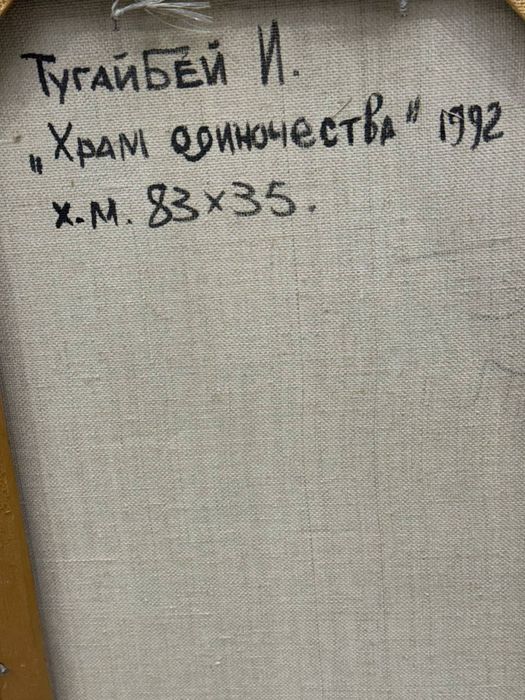 ТУГАЙБЕЙ И.
„Храм одиночества" 1992
х.м. 83×35.